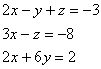 2x − y + z = −3
3x − z = −8
2x + 6y = 2